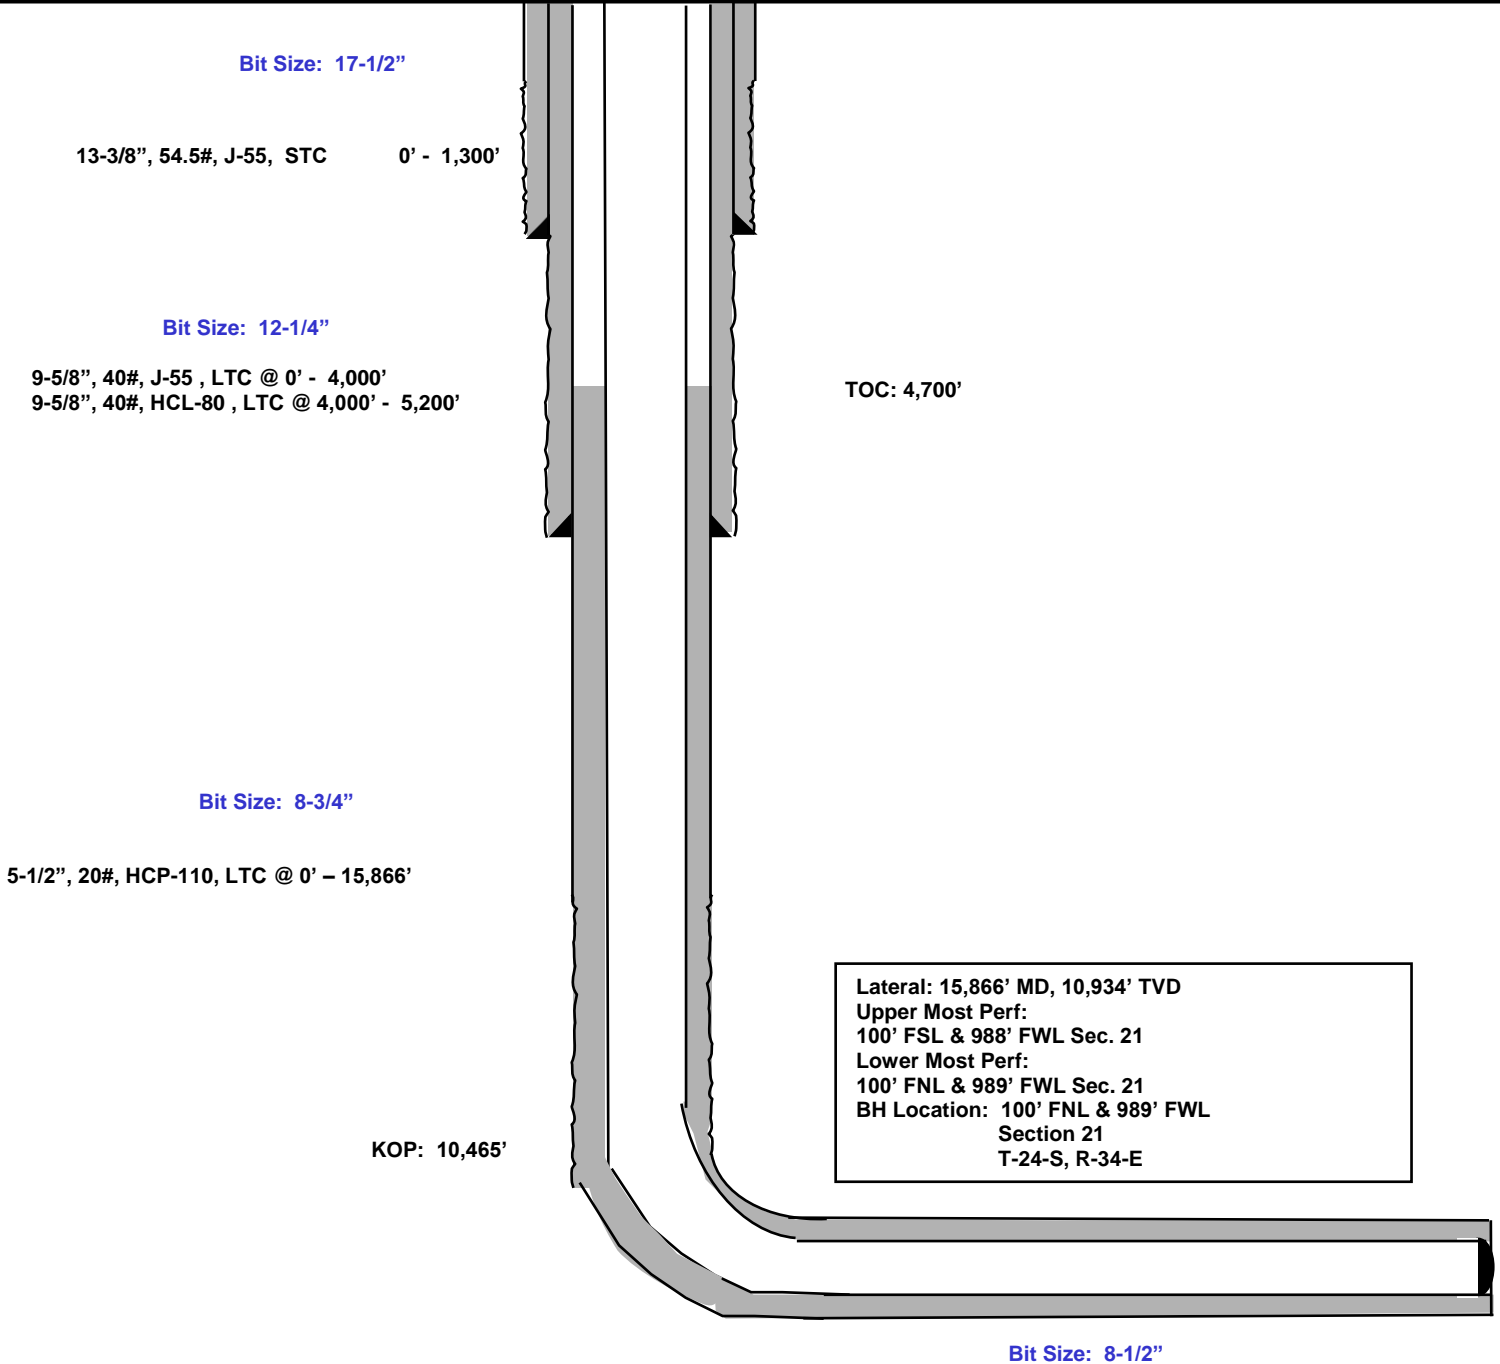 Bit Size: 17-1/2”
13-3/8”, 54.5#, J-55, STC 0’ - 1,300’
Bit Size: 12-1/4”
9-5/8”, 40#, J-55 , LTC @ 0’ - 4,000’
9-5/8”, 40#, HCL-80 , LTC @ 4,000’ - 5,200’
TOC: 4,700’
Bit Size: 8-3/4”
5-1/2”, 20#, HCP-110, LTC @ 0’ – 15,866’
Lateral: 15,866’ MD, 10,934’ TVD
Upper Most Perf:
100’ FSL & 988’ FWL Sec. 21
Lower Most Perf:
100’ FNL & 989’ FWL Sec. 21
BH Location: 100’ FNL & 989’ FWL
Section 21
T-24-S, R-34-E
KOP: 10,465’
Bit Size: 8-1/2”